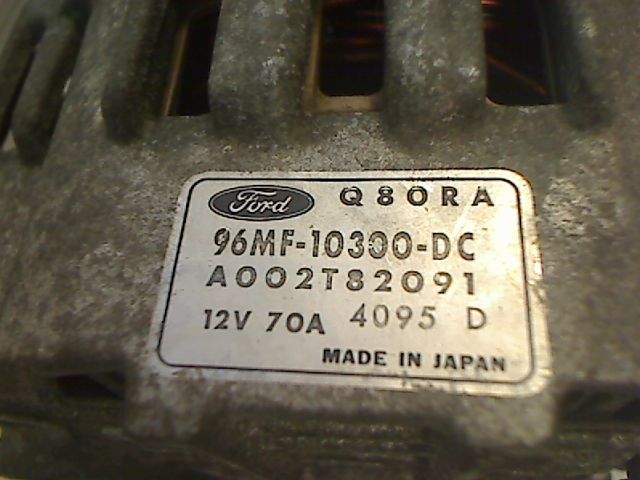 Ford Q80RA
96MF-10300-DC
A002T82091
12V 70A 4095 D
MADE IN JAPAN